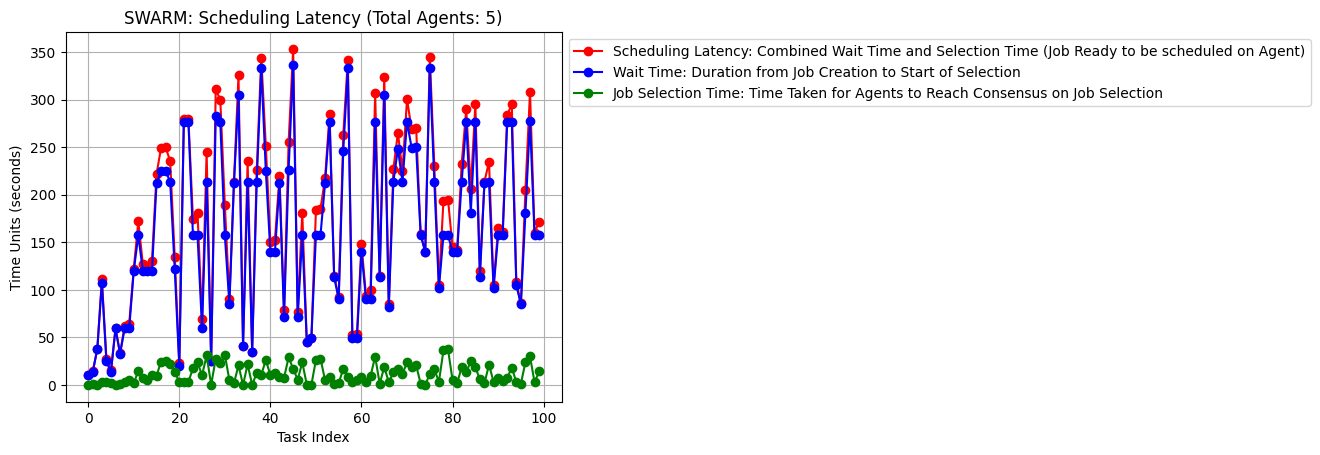 SWARM: Scheduling Latency (Total Agents: 5)
Scheduling Latency: Combined Wait Time and Selection Time (Job Ready to be scheduled on Agent)
Wait Time: Duration from Job Creation to Start of Selection
Job Selection Time: Time Taken for Agents to Reach Consensus on Job Selection
Time Units (seconds)
350
300
250
200
150
100
50
0
0 20 40 60 80 100
Task Index